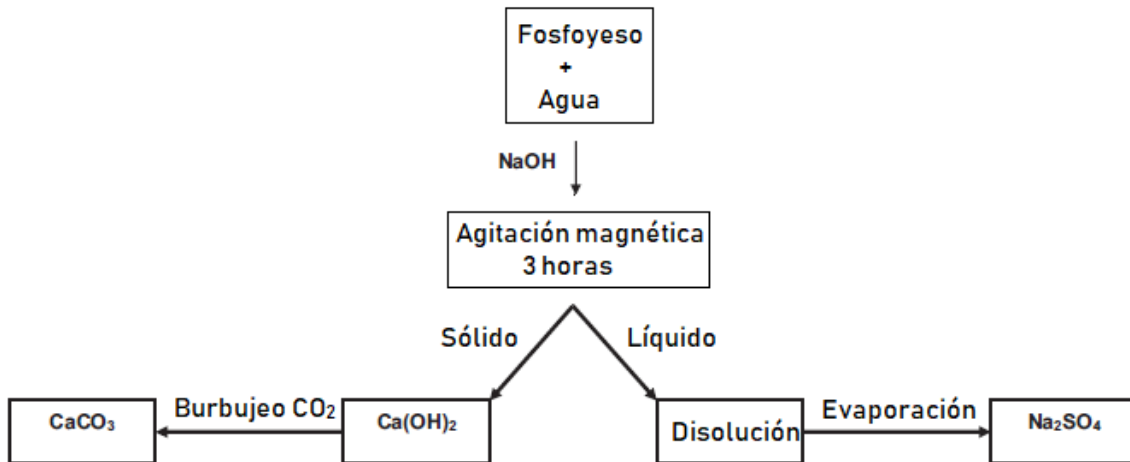 Fosfoyeso
+
Agua
NaOH
Agitación magnética
3 horas
Sólido
Líquido
CaCO₃
Burbujeo CO₂
Ca(OH)₂
Disolución
Evaporación
Na₂SO₄